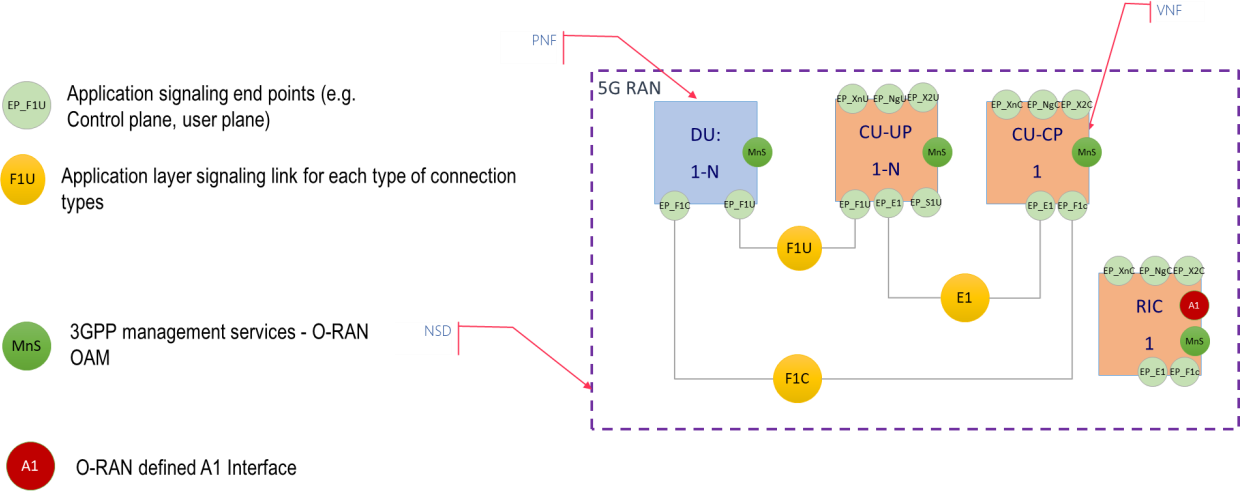 VNF
PNF
5G RAN
EP_F1U
Application signaling end points (e.g.
Control plane, user plane)
EP_XnU
EP_NgU
EP_X2U
EP_XnC
EP_NgC
EP_X2C
DU:
1-N
MnS
CU-UP
1-N
MnS
CU-CP
1
MnS
F1U
Application layer signaling link for each type of connection
types
EP_F1C
EP_F1U
EP_F1U
EP_E1
EP_S1U
EP_E1
EP_F1c
F1U
E1
EP_XnC
EP_NgC
EP_X2C
RIC
1
A1
MnS
EP_E1
EP_F1c
NSD
MnS
3GPP management services - O-RAN
OAM
F1C
A1
O-RAN defined A1 Interface